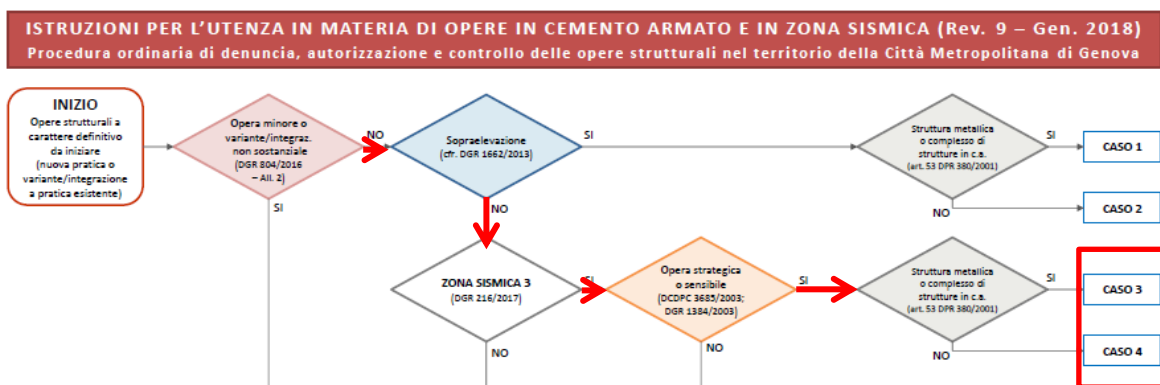 ISTRUZIONI PER L'UTENZA IN MATERIA DI OPERE IN CEMENTO ARMATO E IN ZONA SISMICA (Rev. 9 – Gen. 2018)
Procedura ordinaria di denuncia, autorizzazione e controllo delle opere strutturali nel territorio della Città Metropolitana di Genova
INIZIO
Opere strutturali a
carattere definitivo
da iniziare
(nuova pratica o
variante/integrazione
a pratica esistente)
Opera minore o
variante/integraz.
non sostanziale
(DGR 804/2016
– All. 2)
NO
SI
Sopraelevazione
(cfr. DGR 1662/2013)
SI
NO
Struttura metallica
o complesso di
strutture in c.a.
(art. 53 DPR 380/2001)
SI
CASO 1
NO
CASO 2
ZONA SISMICA 3
(DGR 216/2017)
SI
NO
Opera strategica
o sensibile
(DCDPC 3685/2003;
DGR 1384/2003)
SI
NO
Struttura metallica
o complesso di
strutture in c.a.
(art. 53 DPR 380/2001)
SI
CASO 3
NO
CASO 4